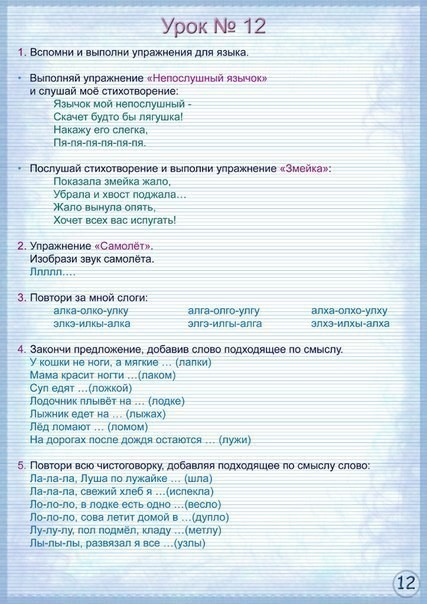 Урок № 12
1. Вспомни и выполни упражнения для языка.
• Выполняй упражнение «Непослушный язычок»
и слушай моё стихотворение:
Язычок мой непослушный -
Скачет будто бы лягушка!
Накажу его слегка,
Пя-пя-пя-пя-пя-пя.
• Послушай стихотворение и выполни упражнение «Змейка»:
Показала змейка жало,
Убрала и хвост поджала…
Жало вынула опять,
Хочет всех вас испугать!
2. Упражнение «Самолёт».
Изобрази звук самолёта.
Ллллл….
3. Повтори за мной слоги:
алка-олко-улку алга-олго-улгу алха-олхо-улху
элкэ-илкы-алка элгэ-илгы-алга элхэ-илхы-алха
4. Закончи предложение, добавив слово подходящее по смыслу.
У кошки не ноги, а мягкие … (лапки)
Мама красит ногти …(лаком)
Суп едят …(ложкой)
Лодочник плывёт на … (лодке)
Лыжник едет на … (лыжах)
Лёд ломают … (ломом)
На дорогах после дождя остаются … (лужи)
5. Повтори всю чистоговорку, добавляя подходящее по смыслу слово:
Ла-ла-ла, Луша по лужайке … (шла)
Ла-ла-ла, свежий хлеб я …(испекла)
Ло-ло-ло, в лодке есть одно …(весло)
Ло-ло-ло, сова летит домой в …(дупло)
Лу-лу-лу, пол подмёл, кладу …(метлу)
Лы-лы-лы, развязал я все …(узлы)
12